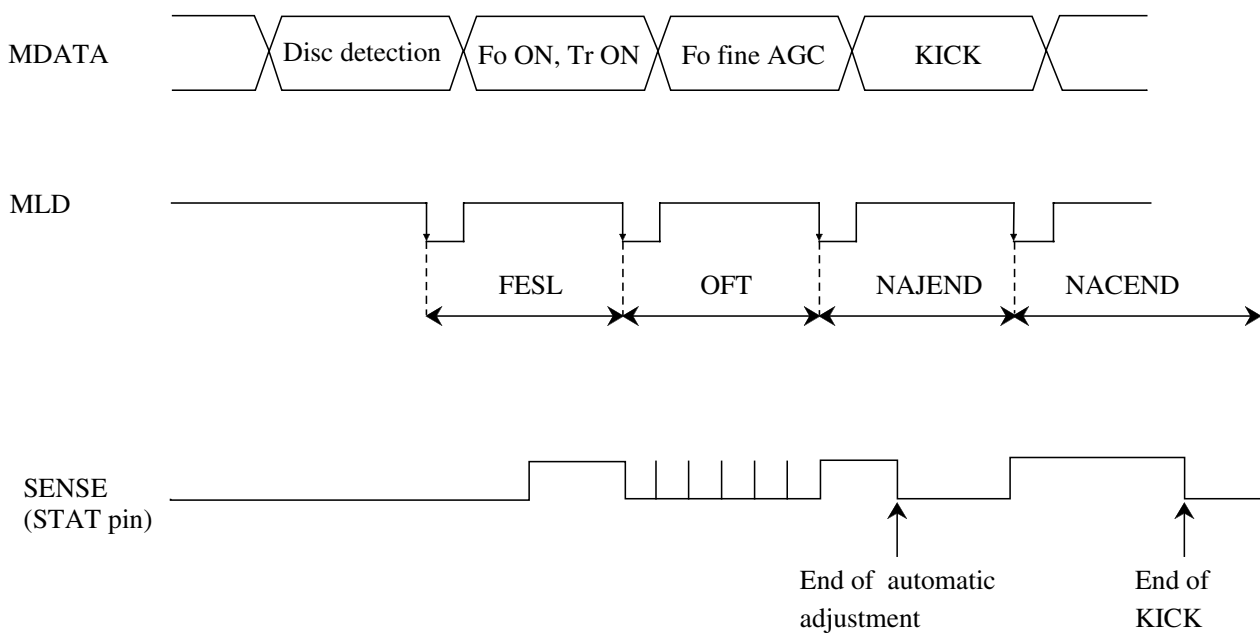 MDATA
Disc detection
Fo ON, Tr ON
Fo fine AGC
KICK
MLD
FESL
OFT
NAJEND
NACEND
SENSE
(STAT pin)
End of automatic
adjustment
End of
KICK